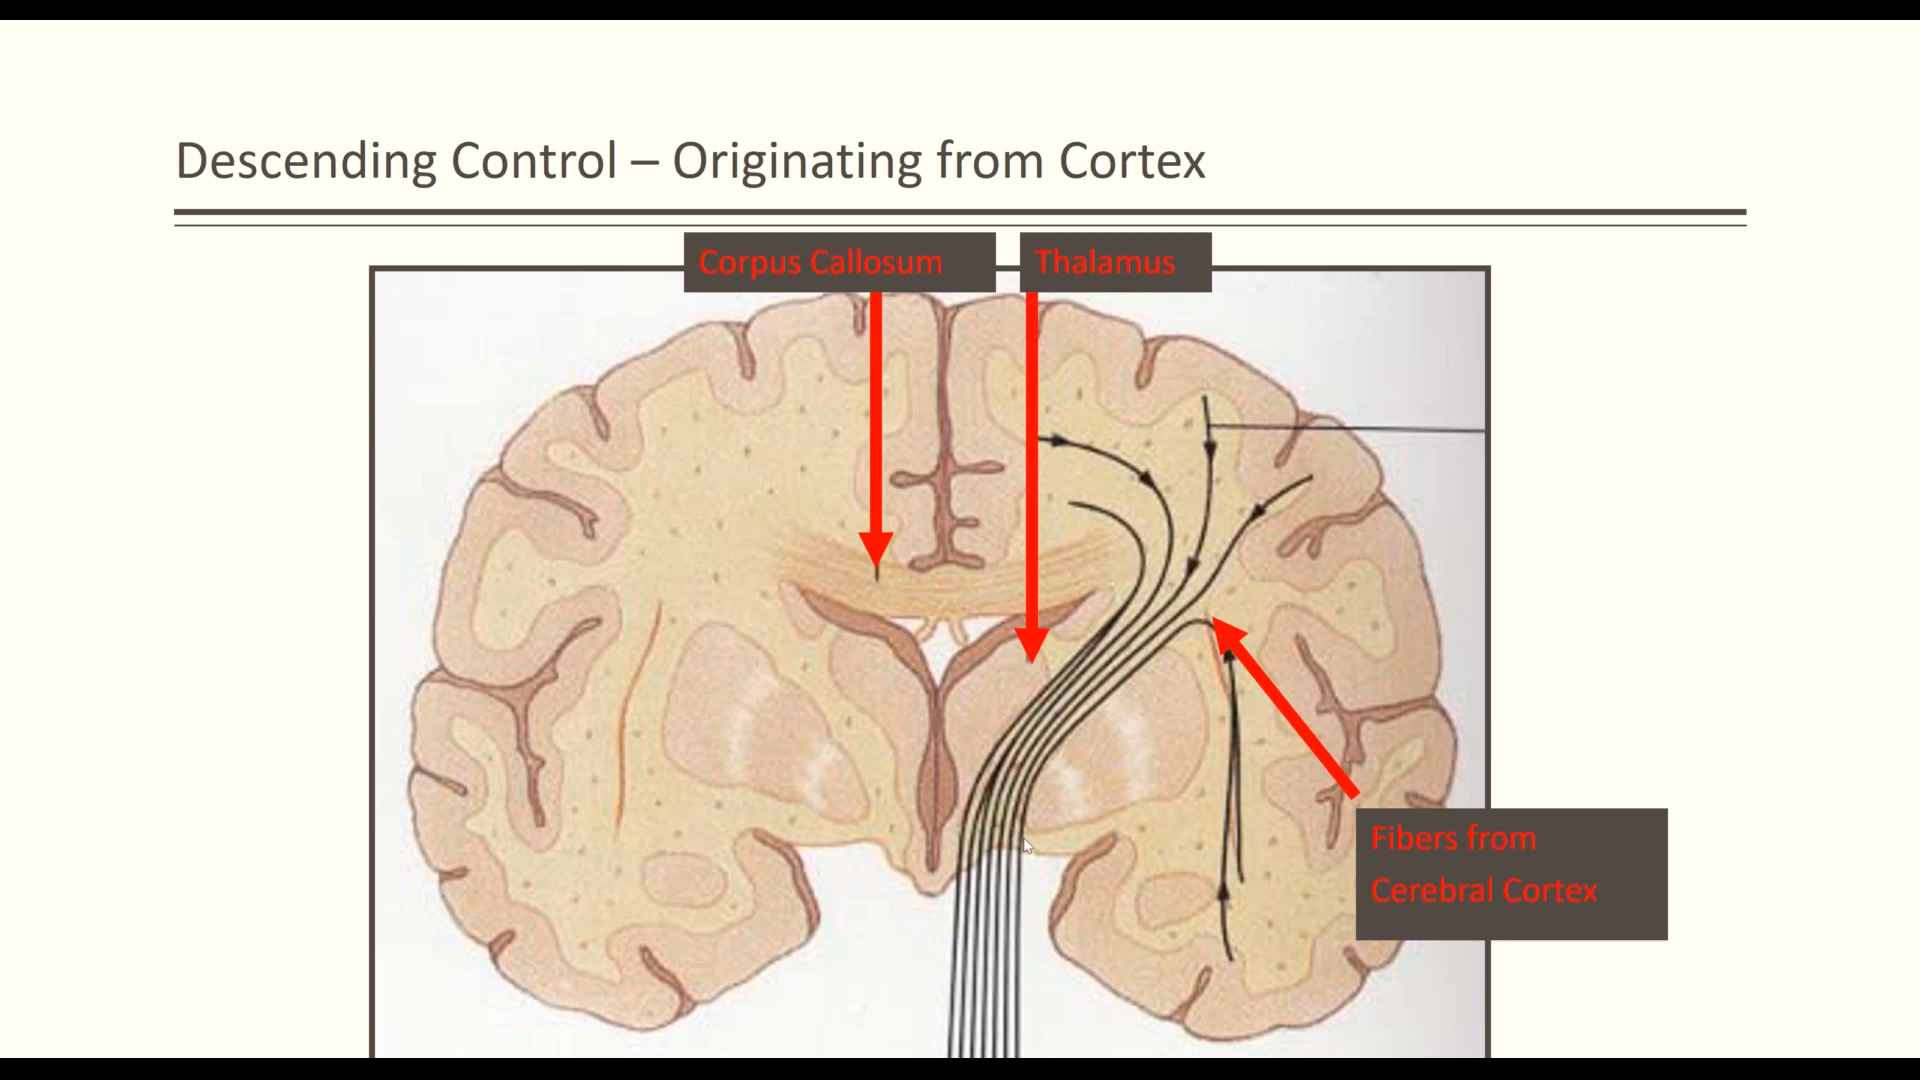 Descending Control – Originating from Cortex
Corpus Callosum
Thalamus
Fibers from
Cerebral Cortex